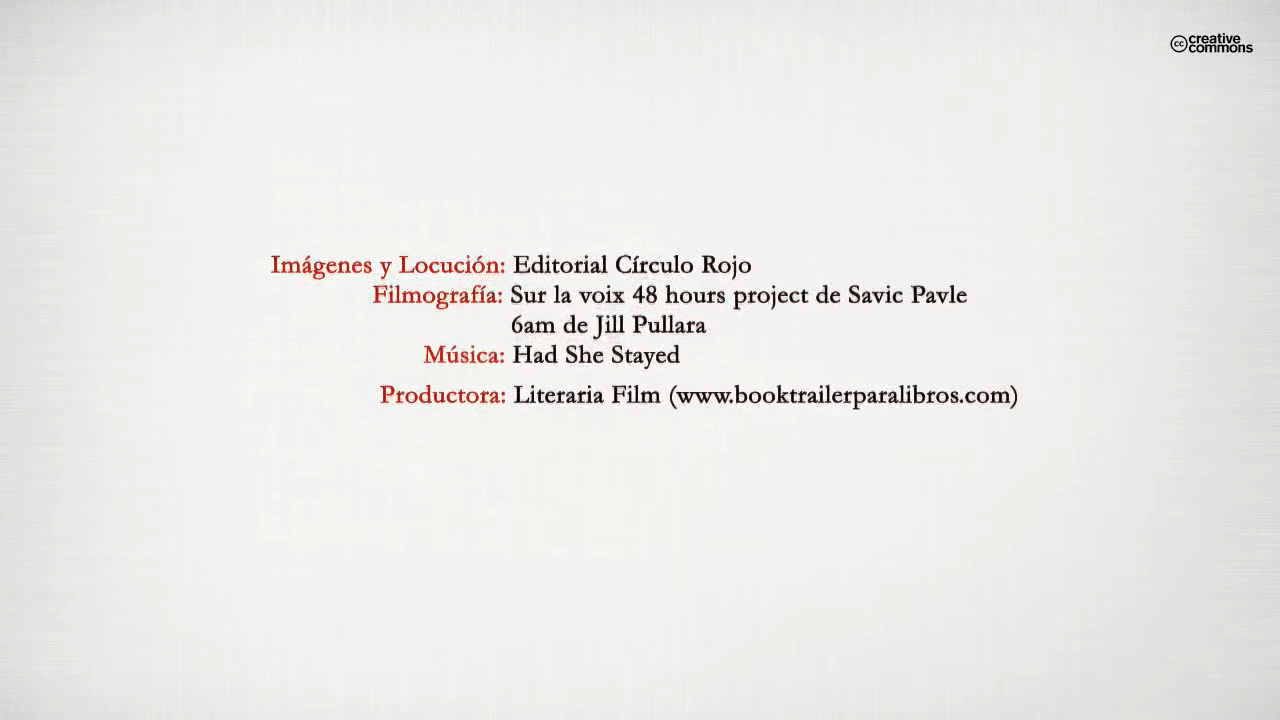 cc creative
commons
Imágenes y Locución: Editorial Círculo Rojo
Filmografía: Sur la voix 48 hours project de Savic Pavle
6am de Jill Pullara
Música: Had She Stayed
Productora: Literaria Film (www.booktrailerparalibros.com)